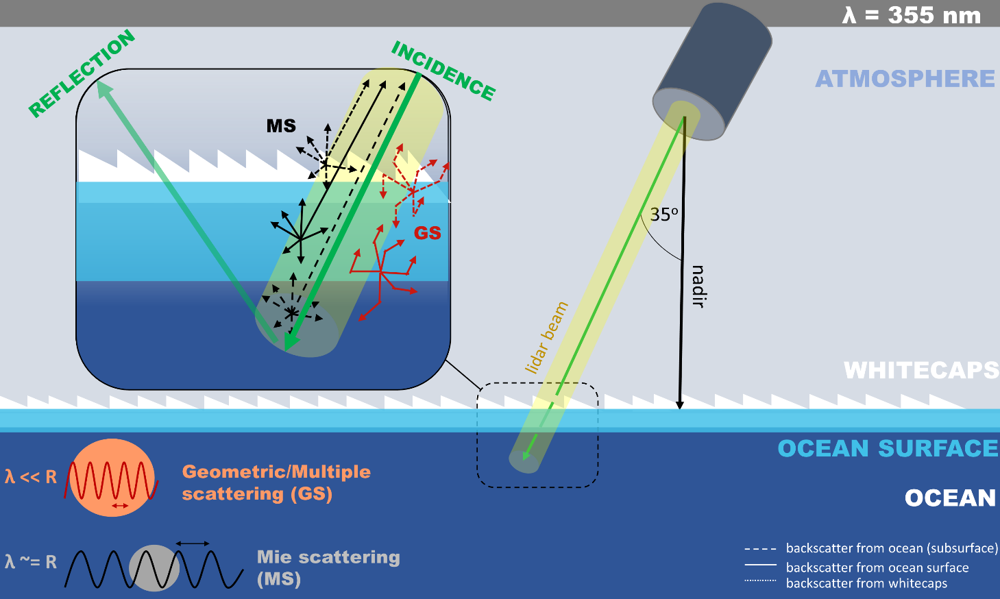 λ = 355 nm
ATMOSPHERE
REFLECTION
INCIDENCE
MS
GS
35º
nadir
lidar beam
WHITECAPS
OCEAN SURFACE
OCEAN
λ << R
Geometric/Multiple
scattering (GS)
λ ~= R
Mie scattering
(MS)
backscatter from ocean (subsurface)
backscatter from ocean surface
backscatter from whitecaps